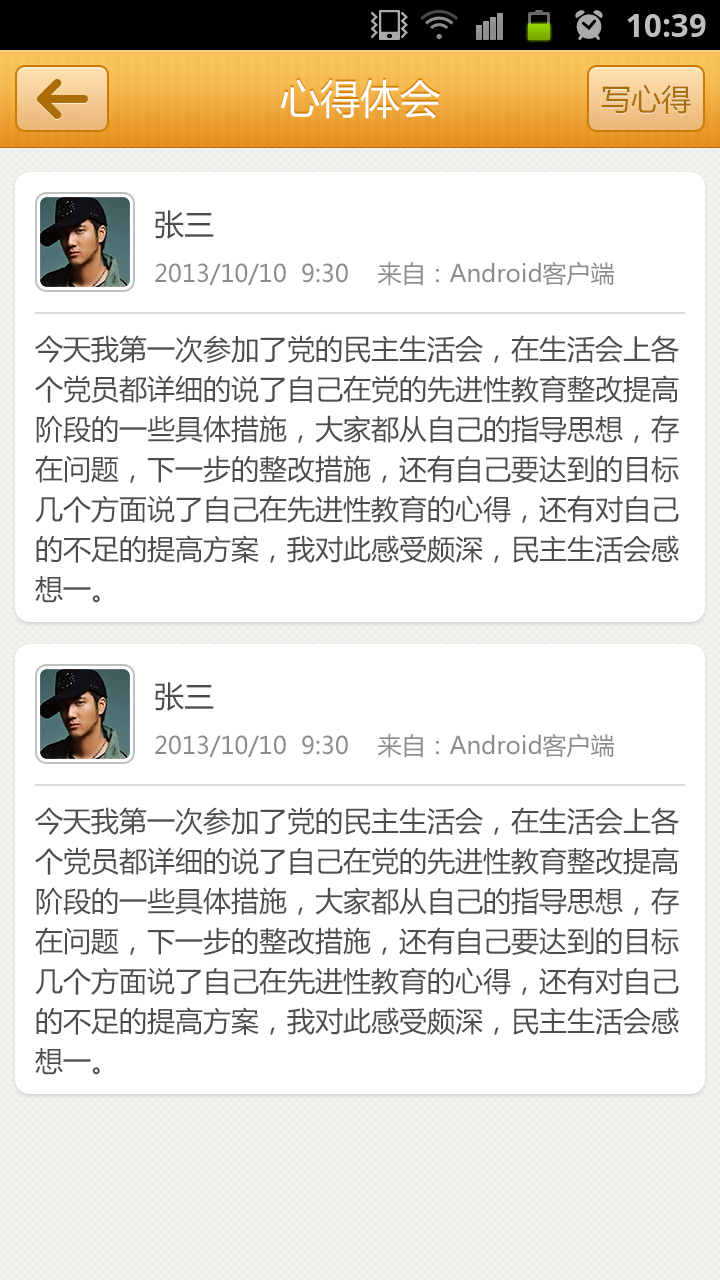 10:39
心得体会
写心得
张三
2013/10/10 9:30 来自：Android客户端
今天我第一次参加了党的民主生活会，在生活会上各
个党员都详细的说了自己在党的先进性教育整改提高
阶段的一些具体措施，大家都从自己的指导思想，存
在问题，下一步的整改措施，还有自己要达到的目标
几个方面说了自己在先进性教育的心得，还有对自己
的不足的提高方案，我对此感受颇深，民主生活会感
想一。
张三
2013/10/10 9:30 来自：Android客户端
今天我第一次参加了党的民主生活会，在生活会上各
个党员都详细的说了自己在党的先进性教育整改提高
阶段的一些具体措施，大家都从自己的指导思想，存
在问题，下一步的整改措施，还有自己要达到的目标
几个方面说了自己在先进性教育的心得，还有对自己
的不足的提高方案，我对此感受颇深，民主生活会感
想一。